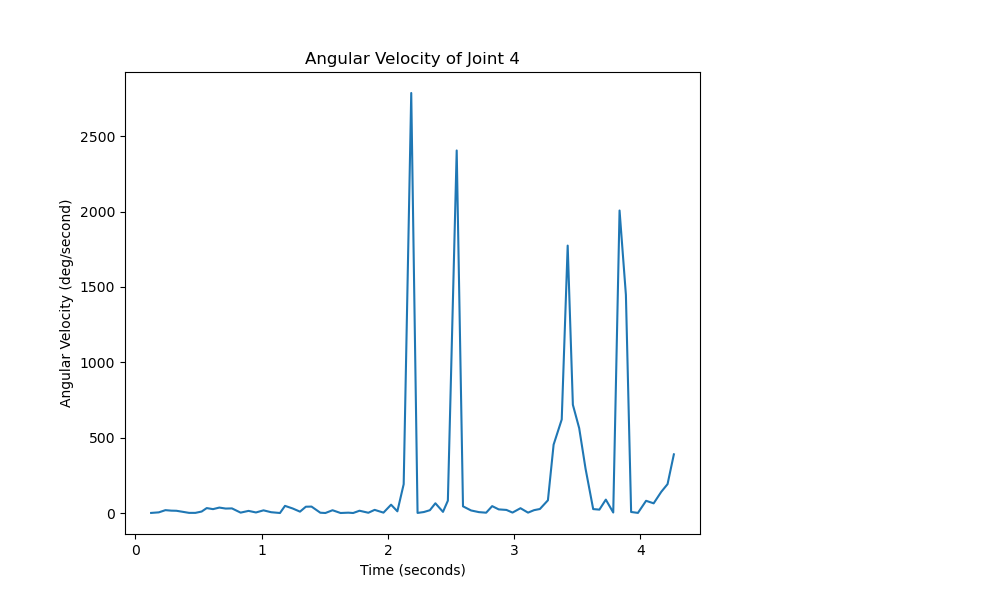 Angular Velocity of Joint 4
Angular Velocity (deg/second)
2500
2000
1500
1000
500
0
0 1 2 3 4
Time (seconds)